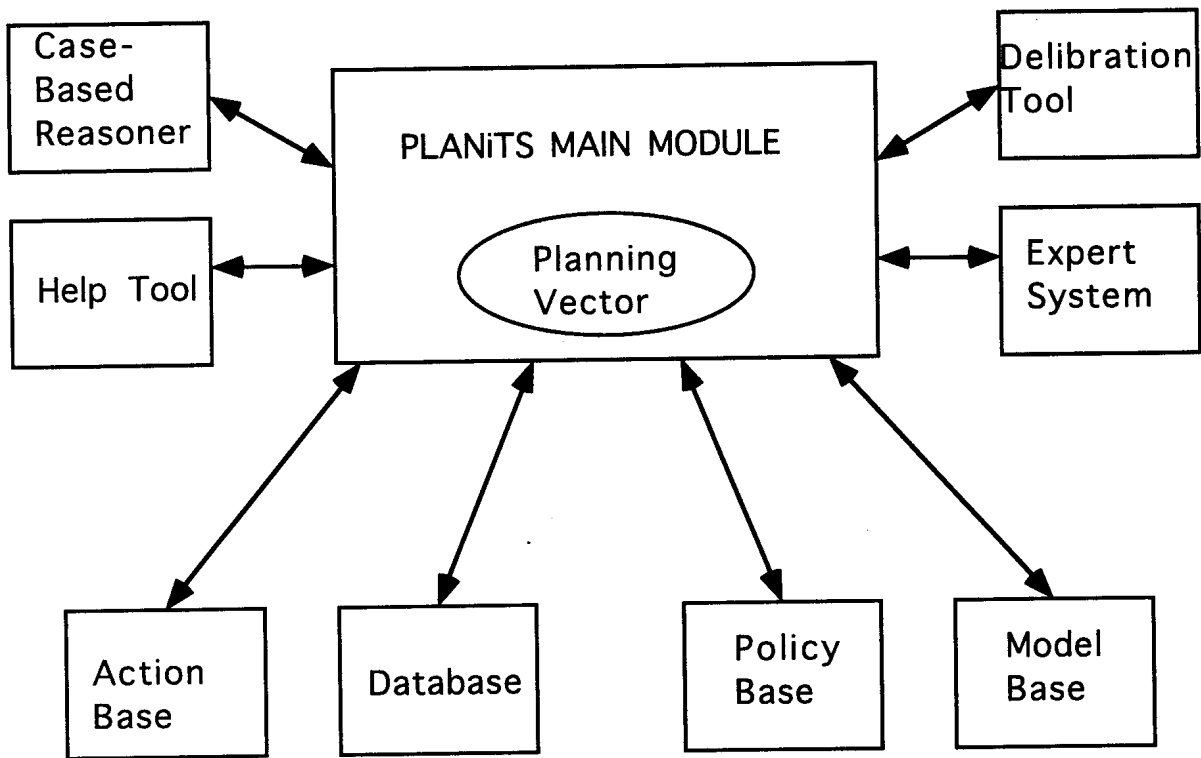 Case-
Based
Reasoner
Delibration
Tool
PLANiTS MAIN MODULE
Help Tool
Planning
Vector
Expert
System
Action
Base
Database
Policy
Base
Model
Base